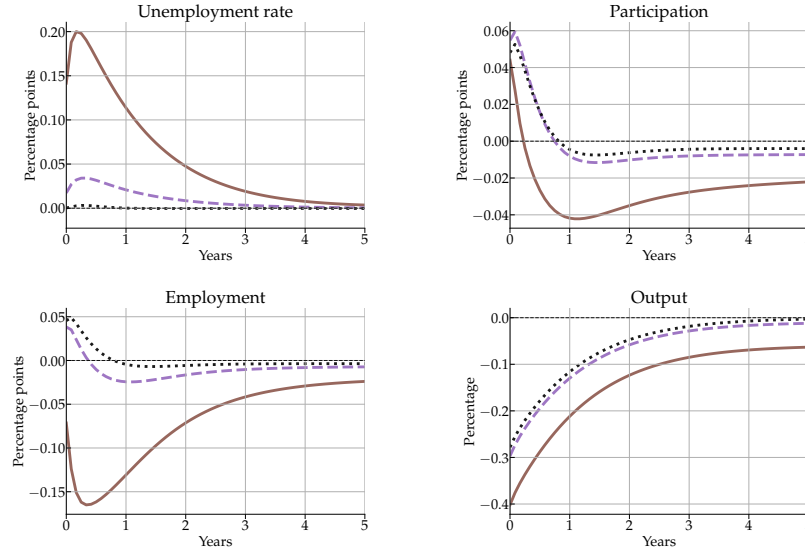 Unemployment rate
Percentage points
0.20
0.15
0.10
0.05
0.00
0 1 2 3 4 5
Years
Participation
Percentage points
0.06
0.04
0.02
0.00
−0.02
−0.04
0 1 2 3 4
Years
Employment
Percentage points
0.05
0.00
−0.05
−0.10
−0.15
0 1 2 3 4 5
Years
Output
Percentage
0.0
−0.1
−0.2
−0.3
−0.4
0 1 2 3 4
Years